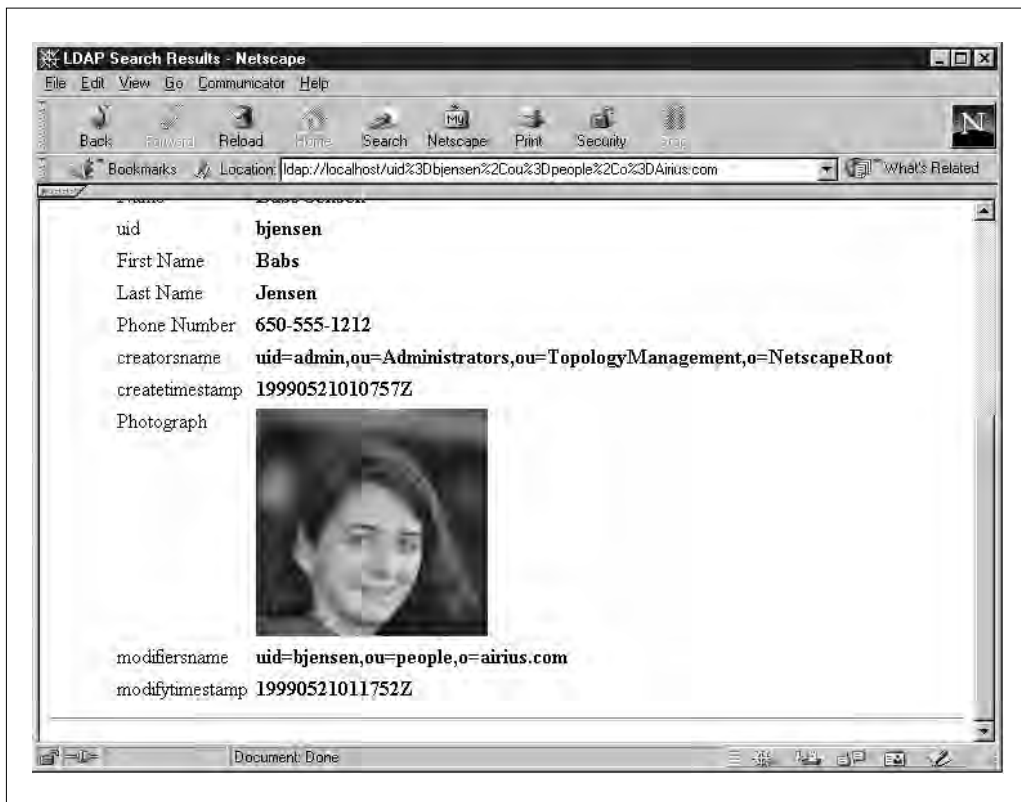 LDAP Search Results - Netscape
File Edit View Go Communicator Help
Back Forward Reload Home Search Netscape Print Security Stop
My
N
Bookmarks Location: ldap://localhost/uid%3Dbjensen%2Cou%3Dpeople%2Co%3DAirius.com What's Related
uid bjensen
First Name Babs
Last Name Jensen
Phone Number 650-555-1212
creatorsname uid=admin,ou=Administrators,ou=TopologyManagement,o=NetscapeRoot
createtimestamp 19990521010757Z
Photograph
modifiersname uid=bjensen,ou=people,o=airius.com
modifytimestamp 19990521011752Z
Document: Done